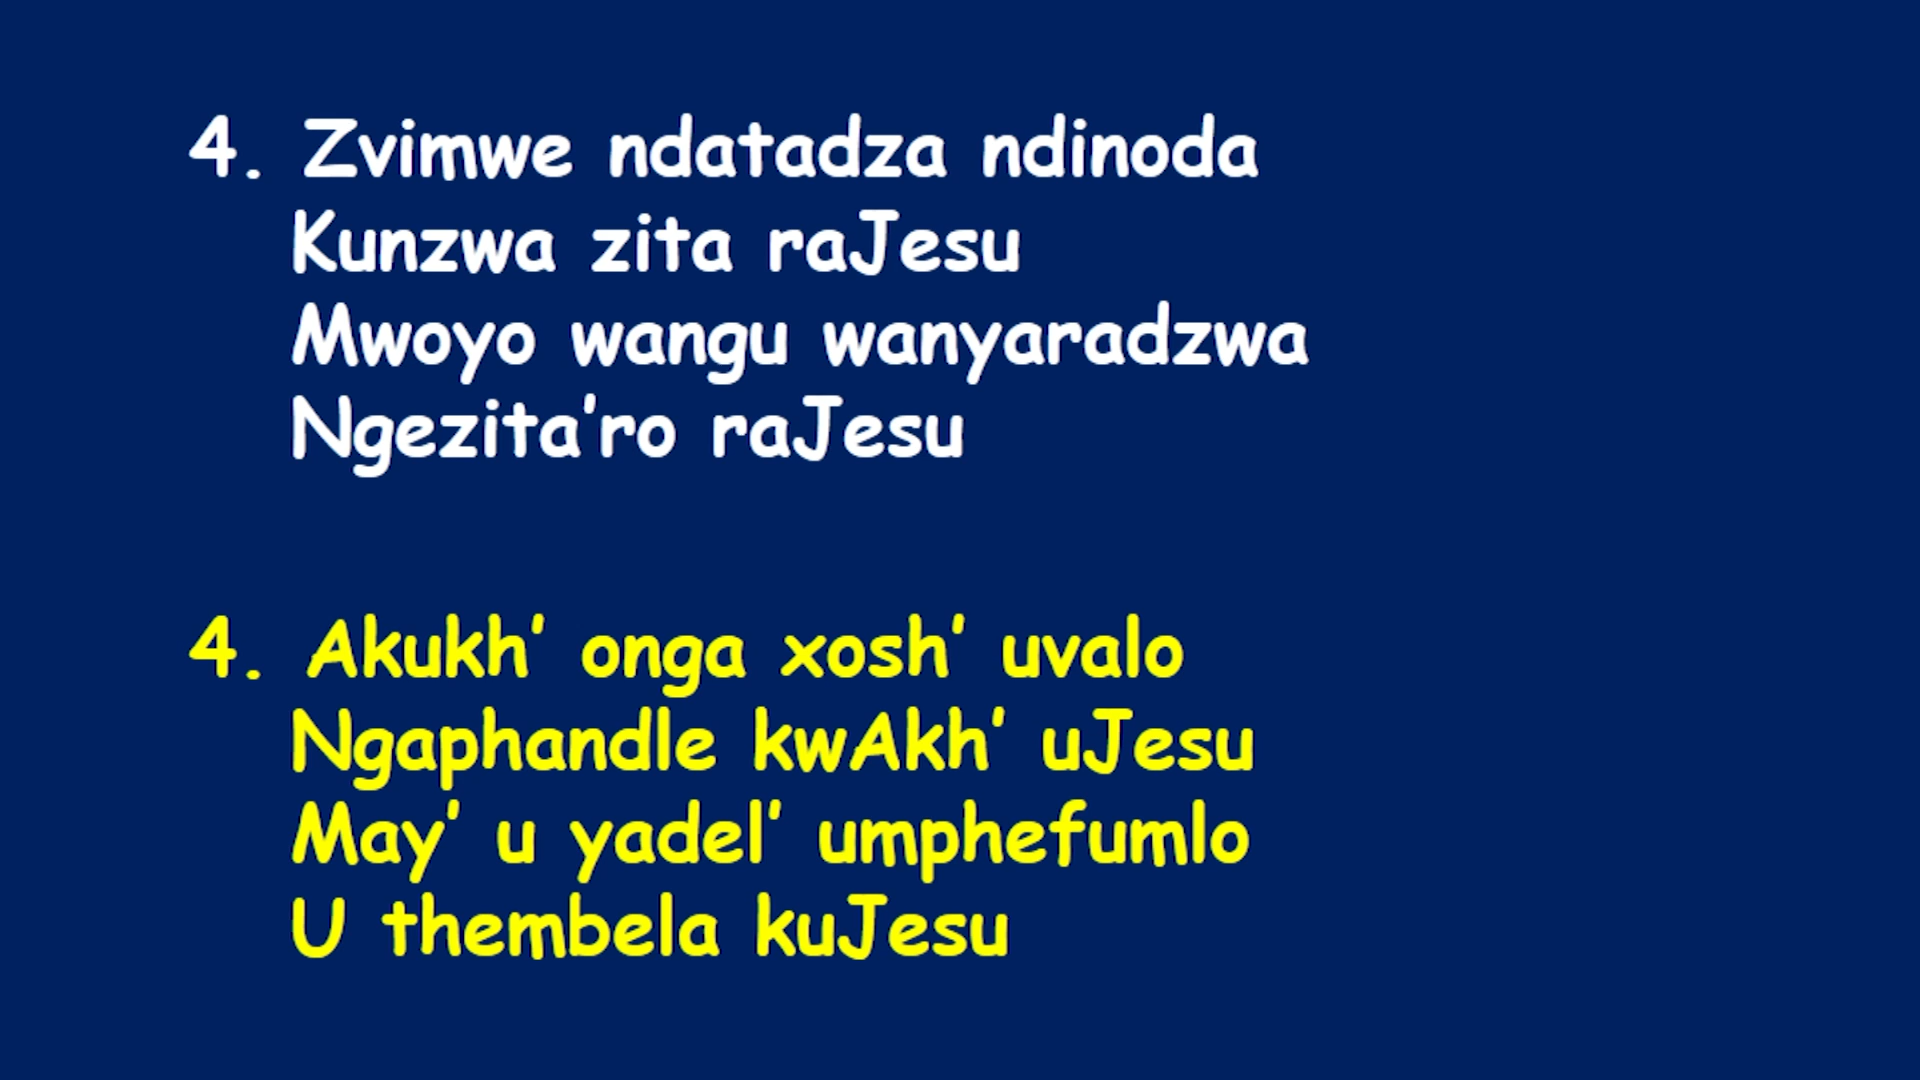 4. Zvimwe ndatadza ndinoda
Kunzwa zita raJesu
Mwoyo wangu wanyaradzwa
Ngezita'ro raJesu
4. Akukh' onga xosh' uvalo
Ngaphandle kwAkh' uJesu
May' u yadel' umphefumlo
U thembela kuJesu